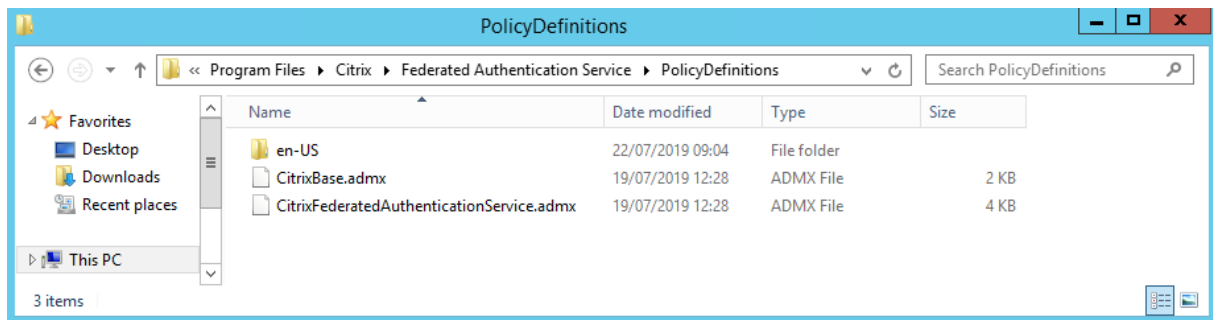 PolicyDefinitions
« Program Files Citrix Federated Authentication Service PolicyDefinitions Search PolicyDefinitions
Favorites
Desktop
Downloads
Recent places
This PC
Name Date modified Type Size
en-US 22/07/2019 09:04 File folder
CitrixBase.admx 19/07/2019 12:28 ADMX File 2 KB
CitrixFederatedAuthenticationService.admx 19/07/2019 12:28 ADMX File 4 KB
3 items